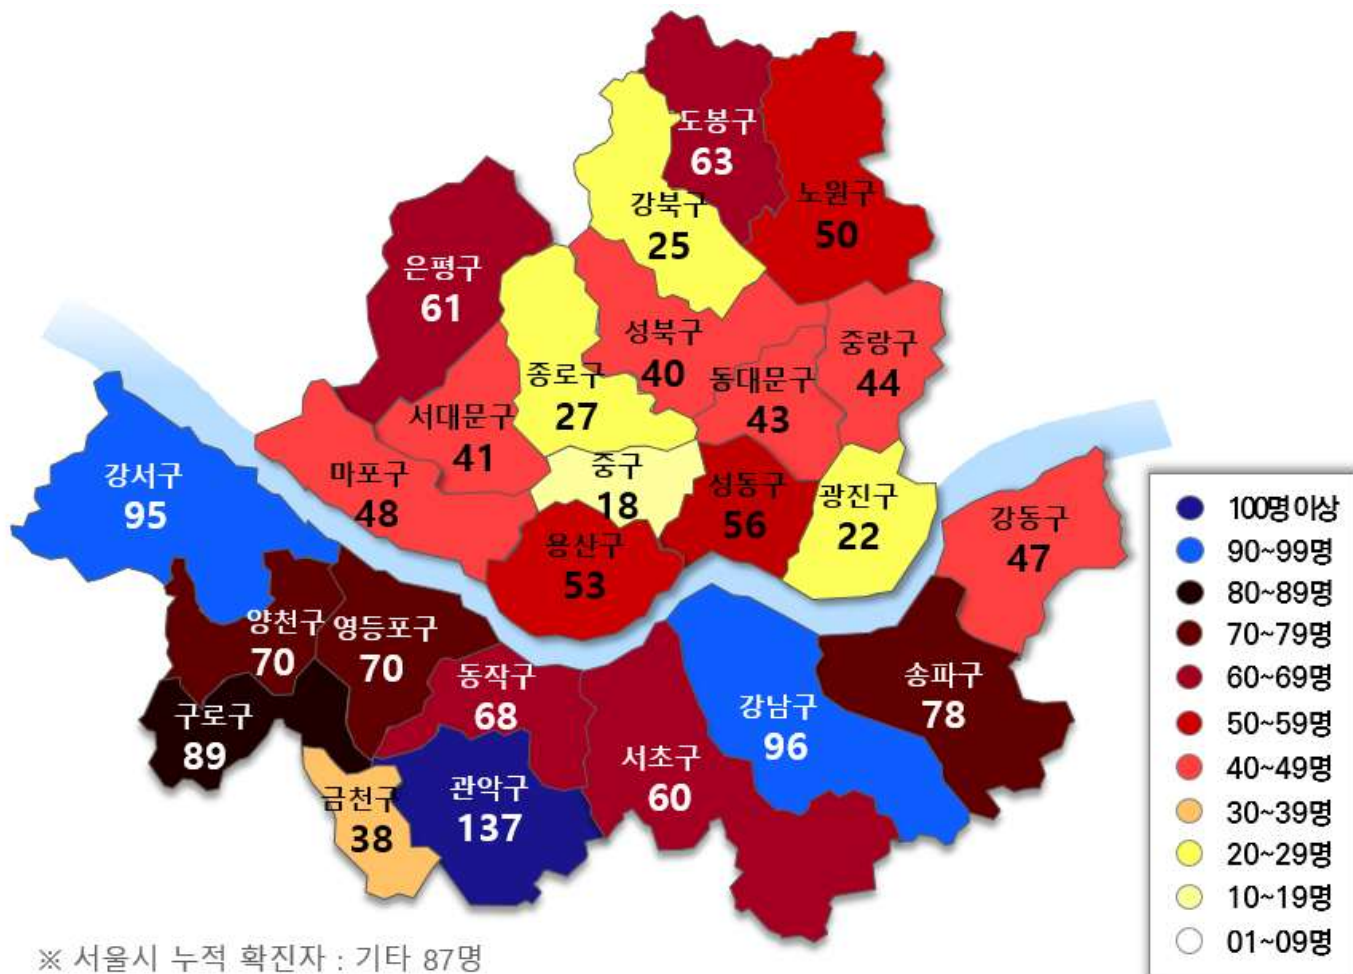 도봉구
63
노원구
50
강북구
25
은평구
61
성북구
40
중랑구
44
동대문구
43
종로구
27
서대문구
41
마포구
48
중구
18
성동구
56
광진구
22
강서구
95
강동구
47
용산구
53
양천구
70
영등포구
70
동작구
68
송파구
78
강남구
96
구로구
89
서초구
60
금천구
38
관악구
137
100명 이상
90~99명
80~89명
70~79명
60~69명
50~59명
40~49명
30~39명
20~29명
10~19명
01~09명
※ 서울시 누적 확진자 : 기타 87명